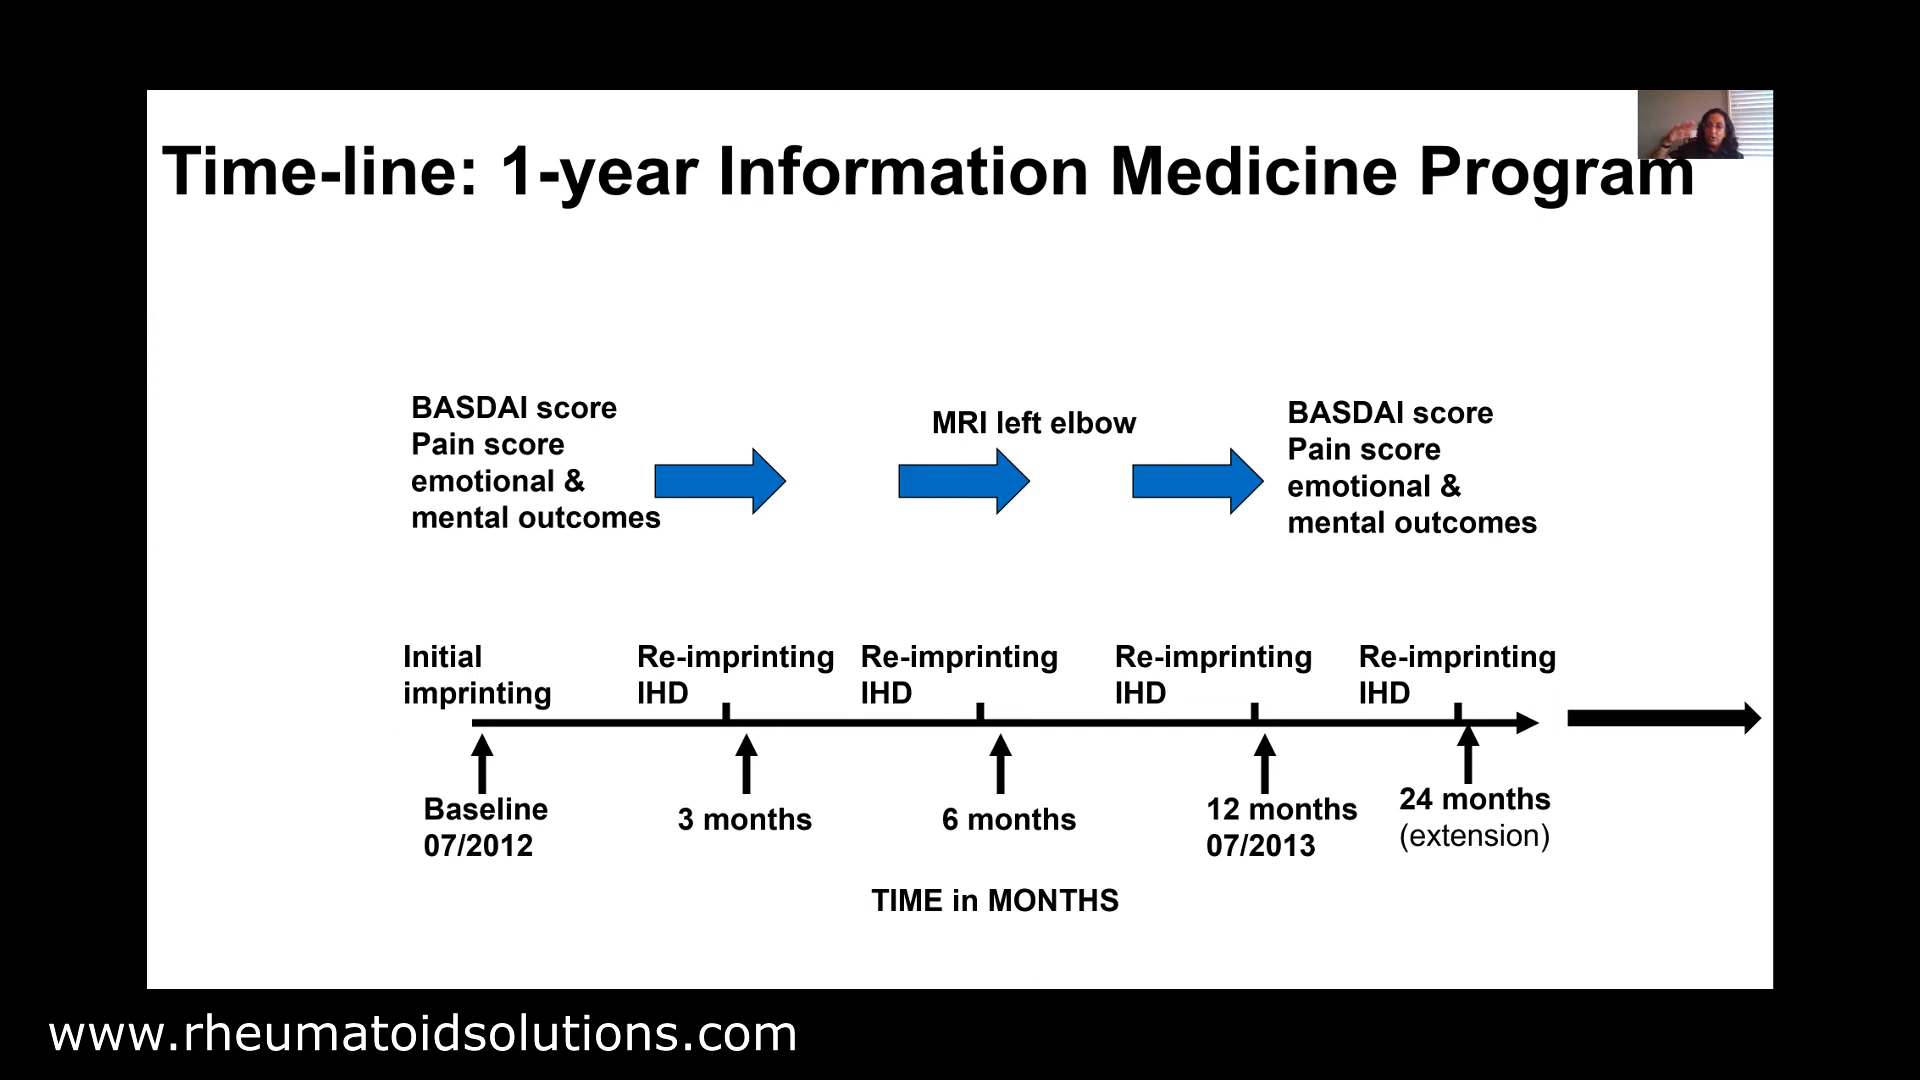 Time-line: 1-year Information Medicine Program
BASDAI score
Pain score
emotional &
mental outcomes
MRI left elbow
BASDAI score
Pain score
emotional &
mental outcomes
Initial
imprinting
Re-imprinting
IHD
Re-imprinting
IHD
Re-imprinting
IHD
Re-imprinting
IHD
Baseline
07/2012
3 months
6 months
12 months
07/2013
24 months
(extension)
TIME in MONTHS
www.rheumatoidsolutions.com